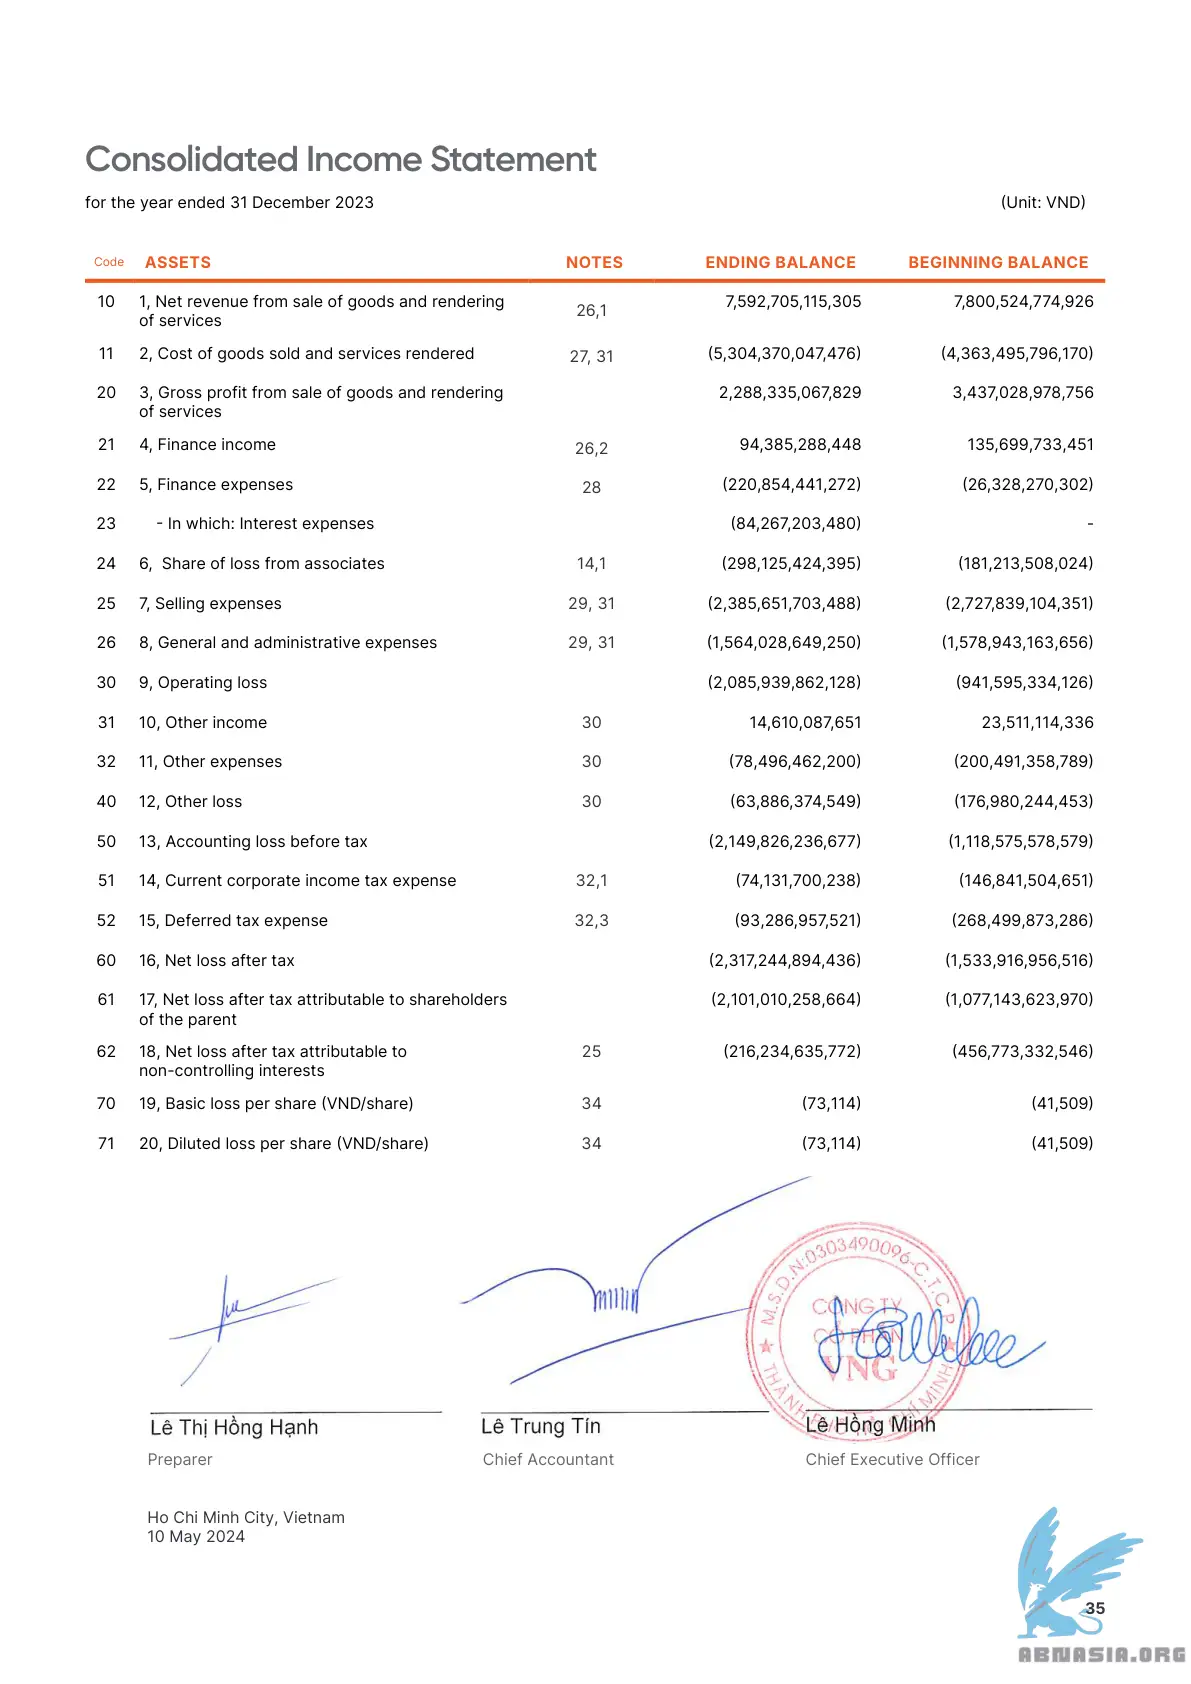 Consolidated Income Statement
for the year ended 31 December 2023 (Unit: VND)
Code ASSETS NOTES ENDING BALANCE BEGINNING BALANCE
10 1, Net revenue from sale of goods and rendering of services 26,1 7,592,705,115,305 7,800,524,774,926
11 2, Cost of goods sold and services rendered 27, 31 (5,304,370,047,476) (4,363,495,796,170)
20 3, Gross profit from sale of goods and rendering of services 2,288,335,067,829 3,437,028,978,756
21 4, Finance income 26,2 94,385,288,448 135,699,733,451
22 5, Finance expenses 28 (220,854,441,272) (26,328,270,302)
23 - In which: Interest expenses (84,267,203,480) -
24 6, Share of loss from associates 14,1 (298,125,424,395) (181,213,508,024)
25 7, Selling expenses 29, 31 (2,385,651,703,488) (2,727,839,104,351)
26 8, General and administrative expenses 29, 31 (1,564,028,649,250) (1,578,943,163,656)
30 9, Operating loss (2,085,939,862,128) (941,595,334,126)
31 10, Other income 30 14,610,087,651 23,511,114,336
32 11, Other expenses 30 (78,496,462,200) (200,491,358,789)
40 12, Other loss 30 (63,886,374,549) (176,980,244,453)
50 13, Accounting loss before tax (2,149,826,236,677) (1,118,575,578,579)
51 14, Current corporate income tax expense 32,1 (74,131,700,238) (146,841,504,651)
52 15, Deferred tax expense 32,3 (93,286,957,521) (268,499,873,286)
60 16, Net loss after tax (2,317,244,894,436) (1,533,916,956,516)
61 17, Net loss after tax attributable to shareholders of the parent (2,101,010,258,664) (1,077,143,623,970)
62 18, Net loss after tax attributable to non-controlling interests 25 (216,234,635,772) (456,773,332,546)
70 19, Basic loss per share (VND/share) 34 (73,114) (41,509)
71 20, Diluted loss per share (VND/share) 34 (73,114) (41,509)
M.S.D.N:0303490096-C.T.C.P
CÔNG TY
CỔ PHẦN
VNG
Lê Thị Hồng Hạnh Lê Trung Tín Lê Hồng Minh
Preparer Chief Accountant Chief Executive Officer
Ho Chi Minh City, Vietnam
10 May 2024
35
ABNASIA.ORG